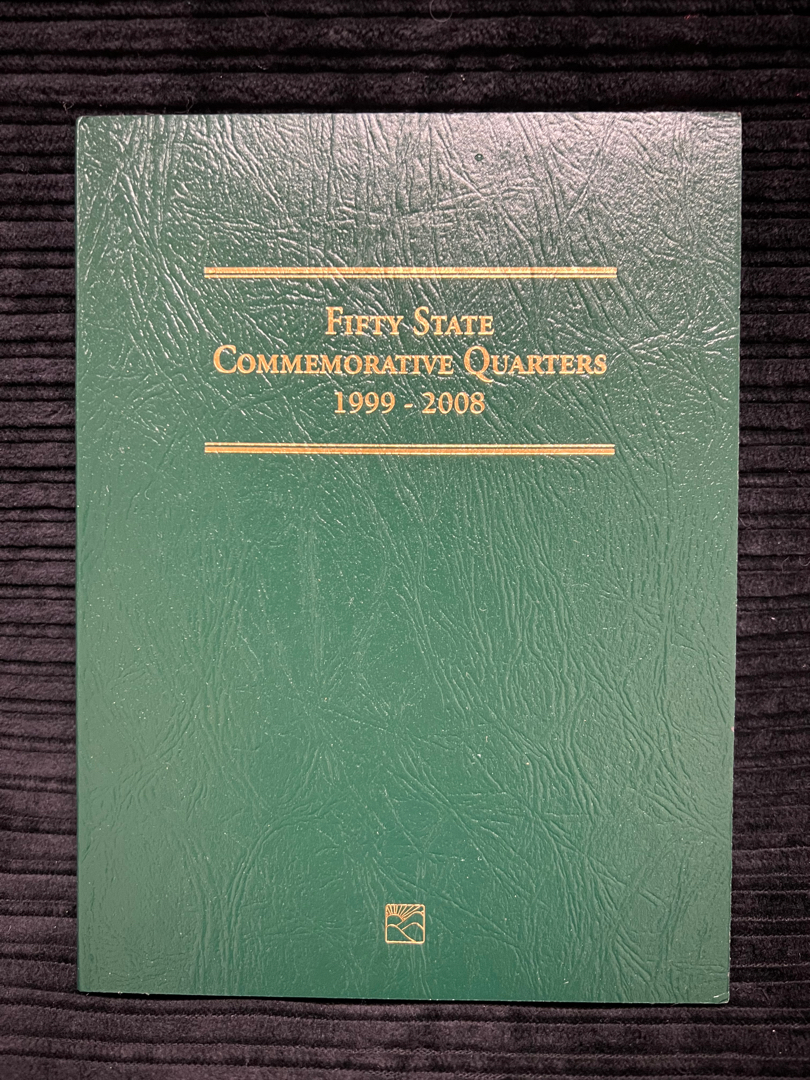 Fifty State
Commemorative Quarters
1999 - 2008